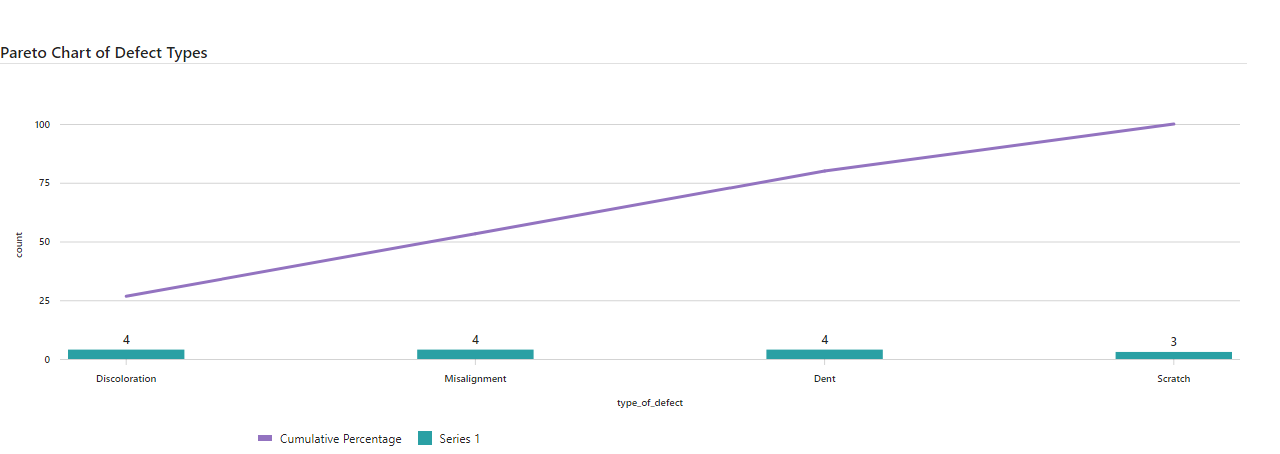 Pareto Chart of Defect Types
100
75
50
25
0
count
4
4
4
3
Discoloration
Misalignment
Dent
Scratch
type_of_defect
Cumulative Percentage
Series 1